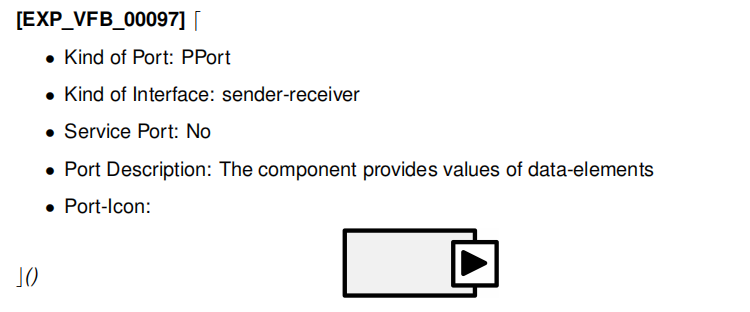 [EXP_VFB_00097] ⌈
• Kind of Port: PPort
• Kind of Interface: sender-receiver
• Service Port: No
• Port Description: The component provides values of data-elements
• Port-Icon:
⌋()